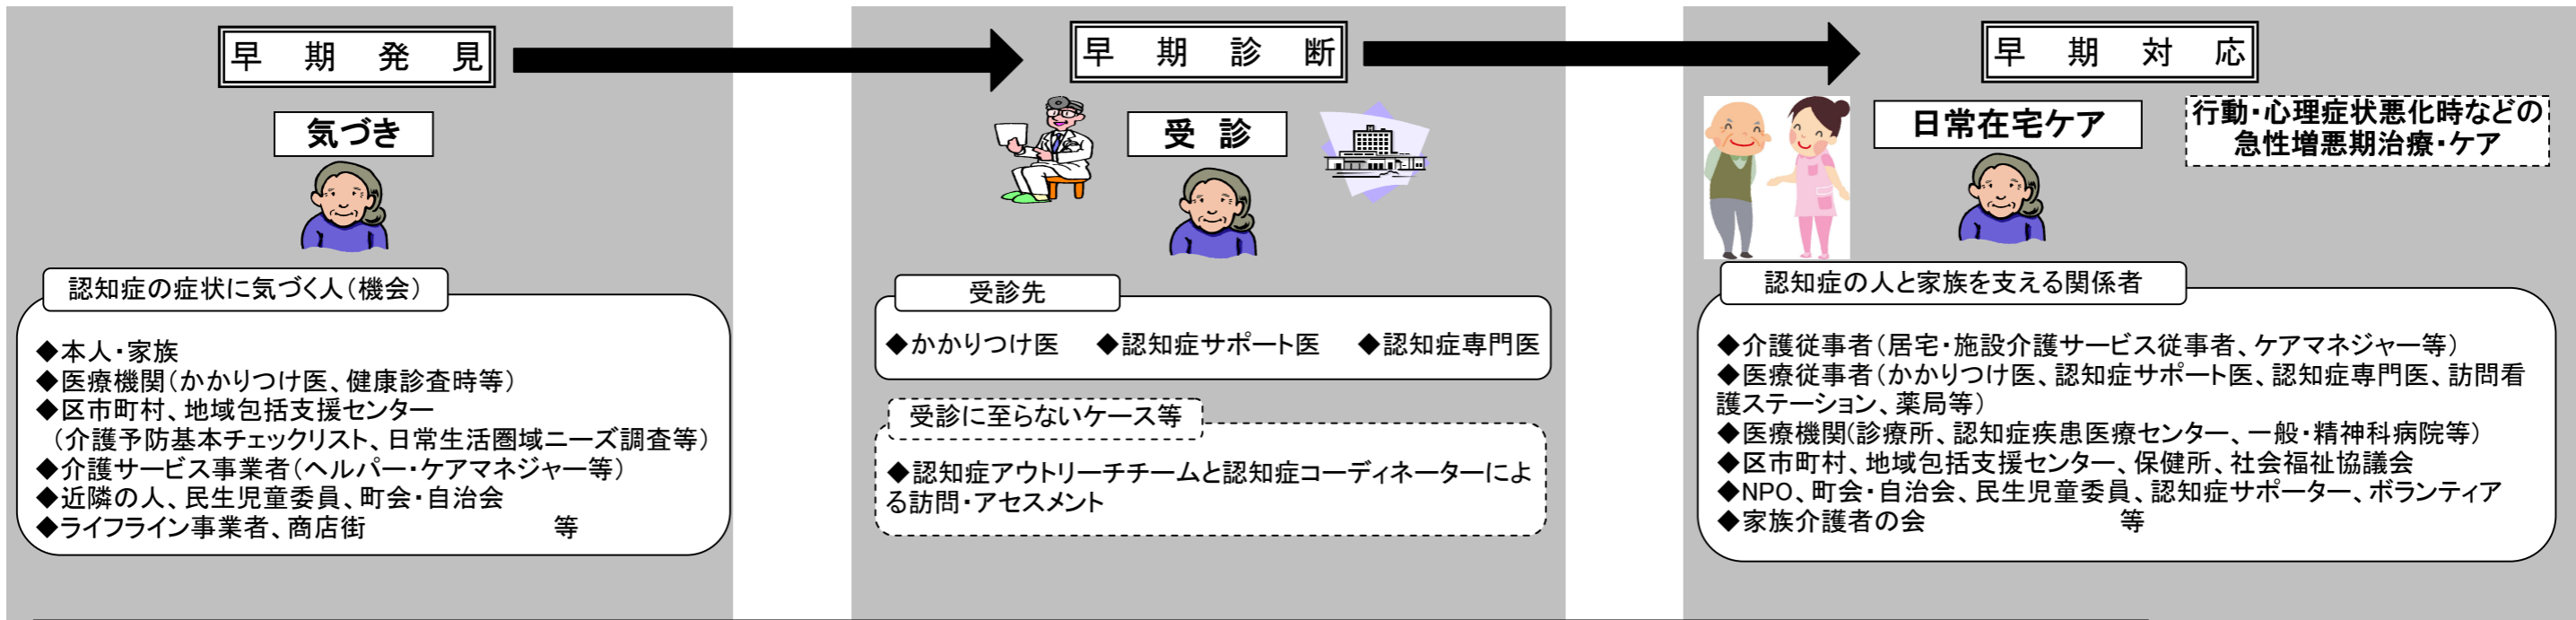 早期発見
気づき
認知症の症状に気づく人(機会)
◆本人・家族
◆医療機関(かかりつけ医、健康診査時等)
◆区市町村、地域包括支援センター
(介護予防基本チェックリスト、日常生活圏域ニーズ調査等)
◆介護サービス事業者(ヘルパー・ケアマネジャー等)
◆近隣の人、民生児童委員、町会・自治会
◆ライフライン事業者、商店街　　　　　　　等
早期診断
受診
受診先
◆かかりつけ医　◆認知症サポート医　◆認知症専門医
受診に至らないケース等
◆認知症アウトリーチチームと認知症コーディネーターによ
る訪問・アセスメント
早期対応
日常在宅ケア
行動・心理症状悪化時などの
急性増悪期治療・ケア
認知症の人と家族を支える関係者
◆介護従事者(居宅・施設介護サービス従事者、ケアマネジャー等)
◆医療従事者(かかりつけ医、認知症サポート医、認知症専門医、訪問看
護ステーション、薬局等)
◆医療機関(診療所、認知症疾患医療センター、一般・精神科病院等)
◆区市町村、地域包括支援センター、保健所、社会福祉協議会
◆NPO、町会・自治会、民生児童委員、認知症サポーター、ボランティア
◆家族介護者の会　　　　　　　　　等